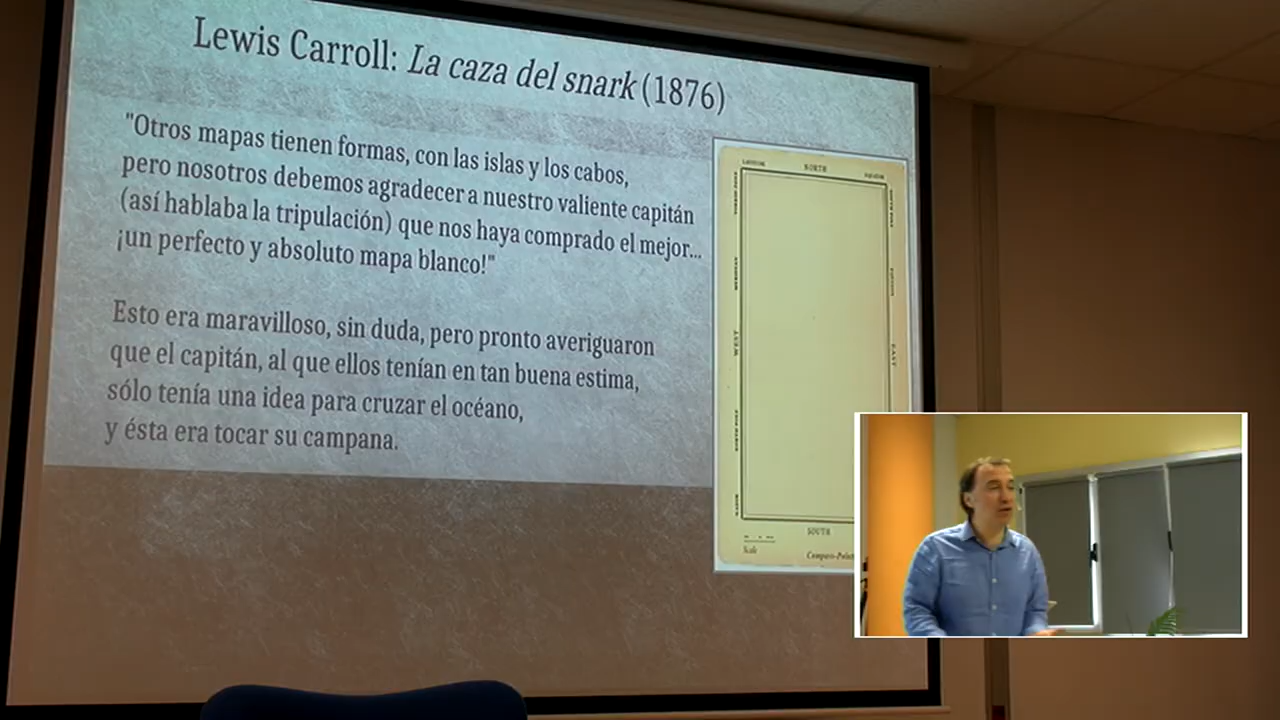 Lewis Carroll: La caza del snark (1876)
"Otros mapas tienen formas, con las islas y los cabos,
pero nosotros debemos agradecer a nuestro valiente capitán
(así hablaba la tripulación) que nos haya comprado el mejor...
¡un perfecto y absoluto mapa blanco!"
Esto era maravilloso, sin duda, pero pronto averiguaron
que el capitán, al que ellos tenían en tan buena estima,
sólo tenía una idea para cruzar el océano,
y ésta era tocar su campana.
NORTH
WEST
EAST
SOUTH
Scale